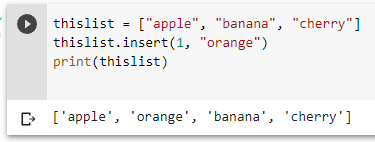 thislist = ["apple", "banana", "cherry"]
thislist.insert(1, "orange")
print(thislist)
['apple', 'orange', 'banana', 'cherry']